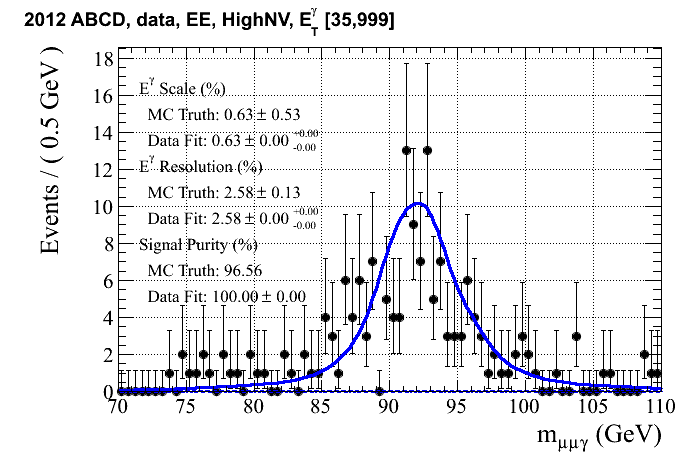 2012 ABCD, data, EE, HighNV, E_T^γ [35,999]
Events / ( 0.5 GeV )
18
16
14
12
10
8
6
4
2
0
E^γ Scale (%)
MC Truth: 0.63 ± 0.53
Data Fit: 0.63 ± 0.00 +0.00 -0.00
E^γ Resolution (%)
MC Truth: 2.58 ± 0.13
Data Fit: 2.58 ± 0.00 +0.00 -0.00
Signal Purity (%)
MC Truth: 96.56
Data Fit: 100.00 ± 0.00
70 75 80 85 90 95 100 105 110
m_μμγ (GeV)